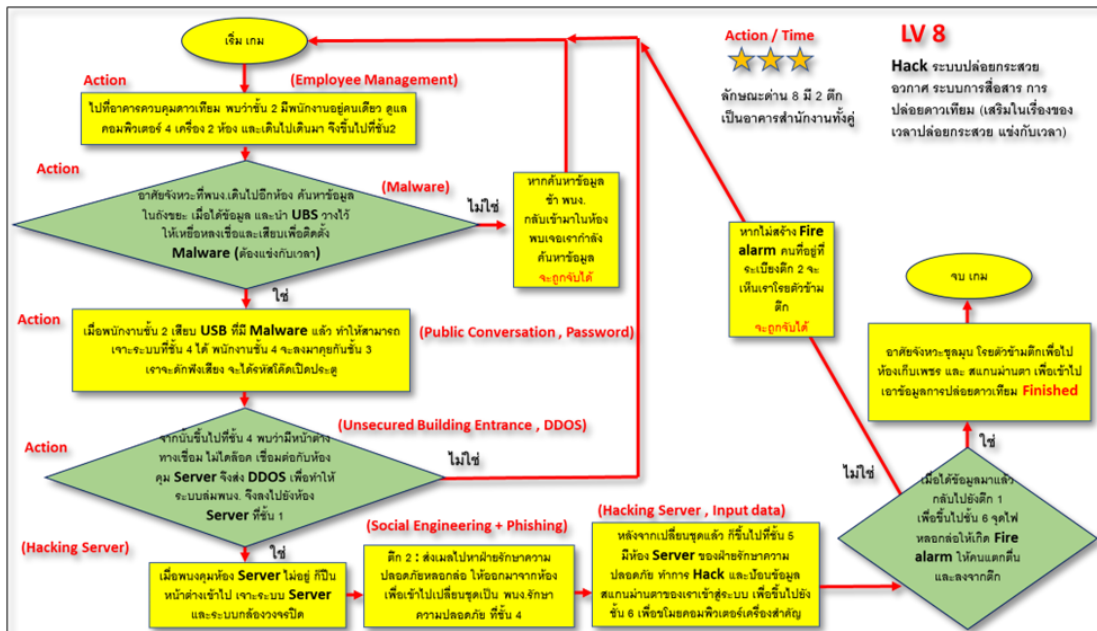 เริ่ม เกม
Action
(Employee Management)
ไปที่อาคารควบคุมดาวเทียม พบว่าชั้น 2 มีพนักงานอยู่คนเดียว ดูแล
คอมพิวเตอร์ 4 เครื่อง 2 ห้อง และเดินไปเดินมา จึงขึ้นไปที่ชั้น2
Action / Time
ลักษณะด่าน 8 มี 2 ตึก
เป็นอาคารสำนักงานทั้งคู่
LV 8
Hack ระบบปล่อยกระสวย
อวกาศ ระบบการสื่อสาร การ
ปล่อยดาวเทียม (เสริมในเรื่องของ
เวลาปล่อยกระสวย แข่งกับเวลา)
Action
(Malware)
อาศัยจังหวะที่พนง.เดินไปอีกห้อง ค้นหาข้อมูล
ในถังขยะ เมื่อได้ข้อมูล และนำ UBS วางไว้
ให้เหยื่อหลงเชื่อและเสียบเพื่อติดตั้ง
Malware (ต้องแข่งกับเวลา)
ไม่ใช่
หากค้นหาข้อมูล
ช้า พนง.
กลับเข้ามาในห้อง
พบเจอเรากำลัง
ค้นหาข้อมูล
จะถูกจับได้
ใช่
Action
เมื่อพนักงานชั้น 2 เสียบ USB ที่มี Malware แล้ว ทำให้สามารถ
เจาะระบบที่ชั้น 4 ได้ พนักงานชั้น 4 จะลงมาคุยกันชั้น 3
เราจะดักฟังเสียง จะได้รหัสโค๊ดเปิดประตู
(Public Conversation , Password)
Action
(Unsecured Building Entrance , DDOS)
จากนั้นขึ้นไปที่ชั้น 4 พบว่ามีหน้าต่าง
ทางเชื่อม ไม่ได้ล๊อค เชื่อมต่อกับห้อง
คุม Server จึงส่ง DDOS เพื่อทำให้
ระบบล่มพนง. จึงลงไปยังห้อง
Server ที่ชั้น 1
ไม่ใช่
ใช่
(Hacking Server)
เมื่อพนงคุมห้อง Server ไม่อยู่ ก็ปีน
หน้าต่างเข้าไป เจาะระบบ Server
และระบบกล้องวงจรปิด
(Social Engineering + Phishing)
ตึก 2 : ส่งเมลไปหาฝ่ายรักษาความ
ปลอดภัยหลอกล่อ ให้ออกมาจากห้อง
เพื่อเข้าไปเปลี่ยนชุดเป็น พนง.รักษา
ความปลอดภัย ที่ชั้น 4
(Hacking Server , Input data)
หลังจากเปลี่ยนชุดแล้ว ก็ขึ้นไปที่ชั้น 5
มีห้อง Server ของฝ่ายรักษาความ
ปลอดภัย ทำการ Hack และป้อนข้อมูล
สแกนม่านตาของเราเข้าสู่ระบบ เพื่อขึ้นไปยัง
ชั้น 6 เพื่อขโมยคอมพิวเตอร์เครื่องสำคัญ
เมื่อได้ข้อมูลมาแล้ว
กลับไปยังตึก 1
เพื่อขึ้นไปชั้น 6 จุดไฟ
หลอกล่อให้เกิด Fire
alarm ให้คนแตกตื่น
และลงจากตึก
ไม่ใช่
หากไม่สร้าง Fire
alarm คนที่อยู่ที่
ระเบียงตึก 2 จะ
เห็นเราโรยตัวข้าม
ตึก
จะถูกจับได้
ใช่
อาศัยจังหวะชุลมุน โรยตัวข้ามตึกเพื่อไป
ห้องเก็บเพชร และ สแกนม่านตา เพื่อเข้าไป
เอาข้อมูลการปล่อยดาวเทียม Finished
จบ เกม